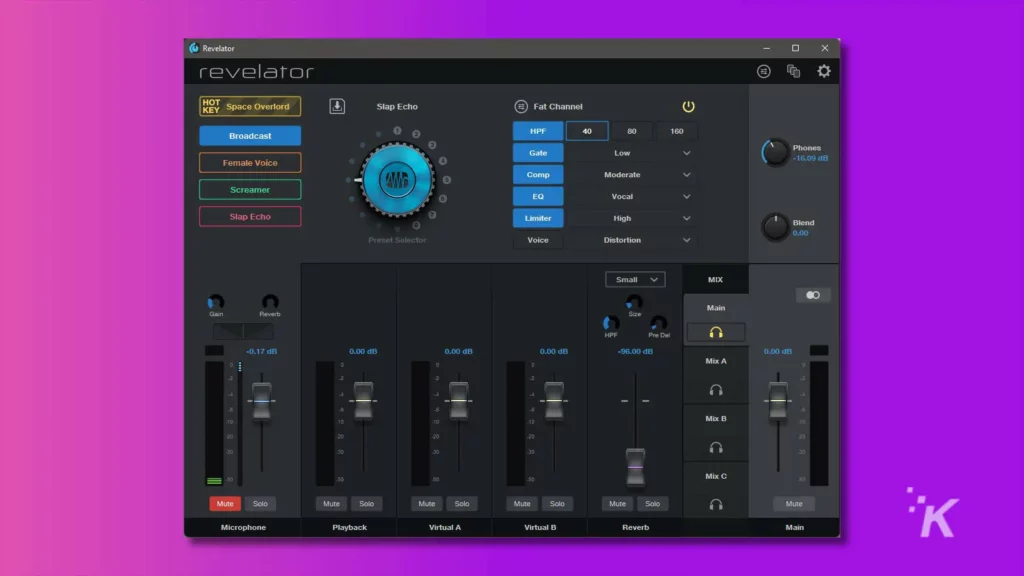 Revelator
revelator
HOT KEY Space Overlord
Broadcast
Female Voice
Screamer
Slap Echo
Slap Echo
1
2
3
4
5
6
7
8
Preset Selector
Fat Channel
HPF 40 80 160
Gate Low
Comp Moderate
EQ Vocal
Limiter High
Voice Distortion
Phones
-16.09 dB
Blend
0.00
Gain Reverb
-0.17 dB
Mute Solo
Microphone
0.00 dB
Mute Solo
Playback
0.00 dB
Mute Solo
Virtual A
0.00 dB
Mute Solo
Virtual B
Small
Size
HPF Pre Del
-96.00 dB
Mute Solo
Reverb
MIX
Main
Mix A
Mix B
Mix C
0.00 dB
Mute
Main
K